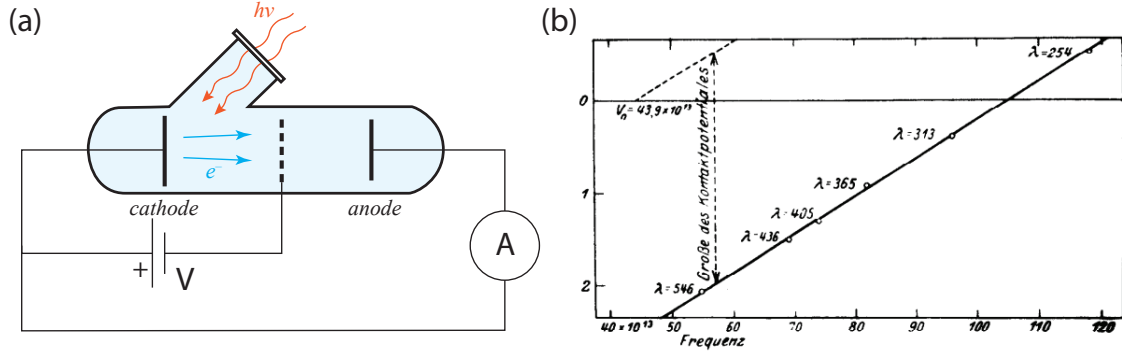 (a)
hν
e⁻
cathode
anode
+
V
A
(b)
λ=254
0
V₀=43,9×10¹³
λ=313
λ=365
1
λ=405
λ=436
Größe des Kontaktpotentiales
λ=546
2
40×10¹³ 50 60 70 80 90 100 110 120
Frequenz